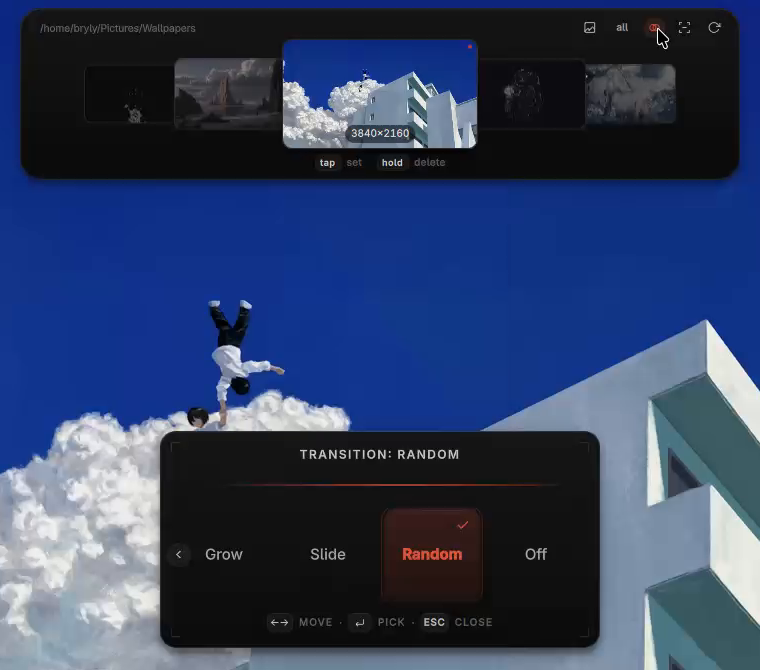 /home/bryly/Pictures/Wallpapers
all
3840×2160
tap set hold delete
TRANSITION: RANDOM
Grow Slide Random Off
←→ MOVE · ↵ PICK · ESC CLOSE